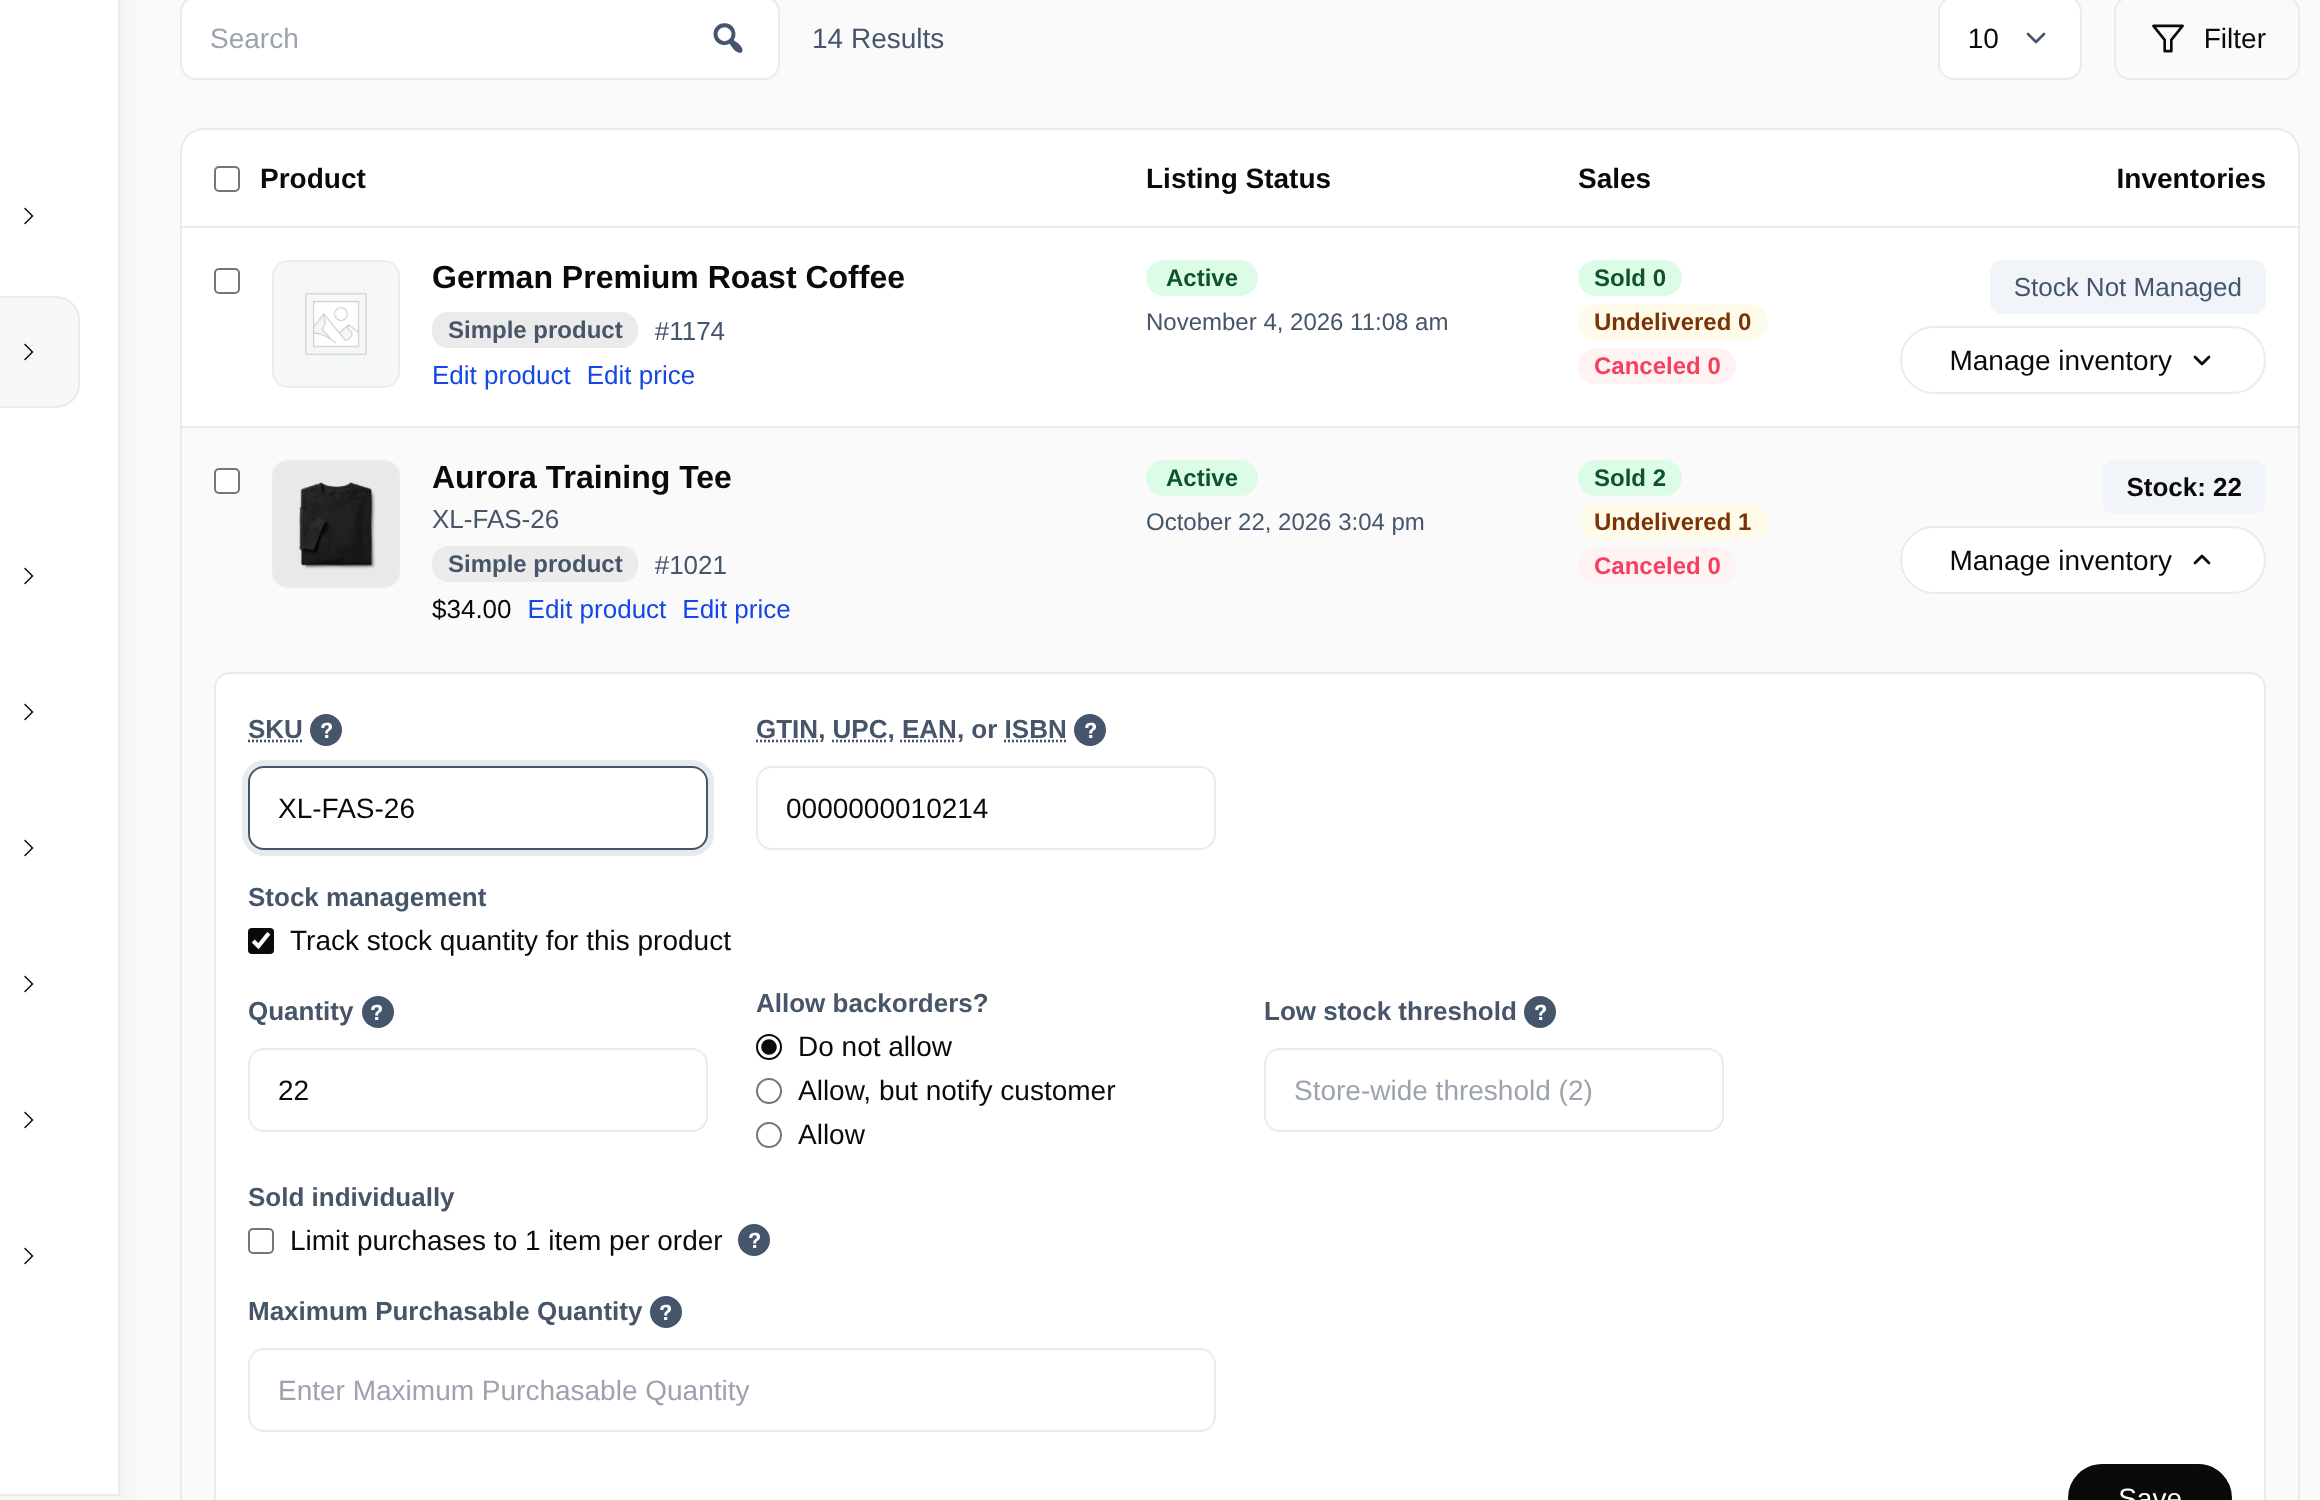 Search
14 Results
10
Filter
Product
Listing Status
Sales
Inventories
German Premium Roast Coffee
Simple product #1174
Edit product Edit price
Active
November 4, 2026 11:08 am
Sold 0
Undelivered 0
Canceled 0
Stock Not Managed
Manage inventory
Aurora Training Tee
XL-FAS-26
Simple product #1021
$34.00 Edit product Edit price
Active
October 22, 2026 3:04 pm
Sold 2
Undelivered 1
Canceled 0
Stock: 22
Manage inventory
SKU ?
XL-FAS-26
GTIN, UPC, EAN, or ISBN ?
0000000010214
Stock management
Track stock quantity for this product
Quantity ?
22
Allow backorders?
Do not allow
Allow, but notify customer
Allow
Low stock threshold ?
Store-wide threshold (2)
Sold individually
Limit purchases to 1 item per order ?
Maximum Purchasable Quantity ?
Enter Maximum Purchasable Quantity
Save